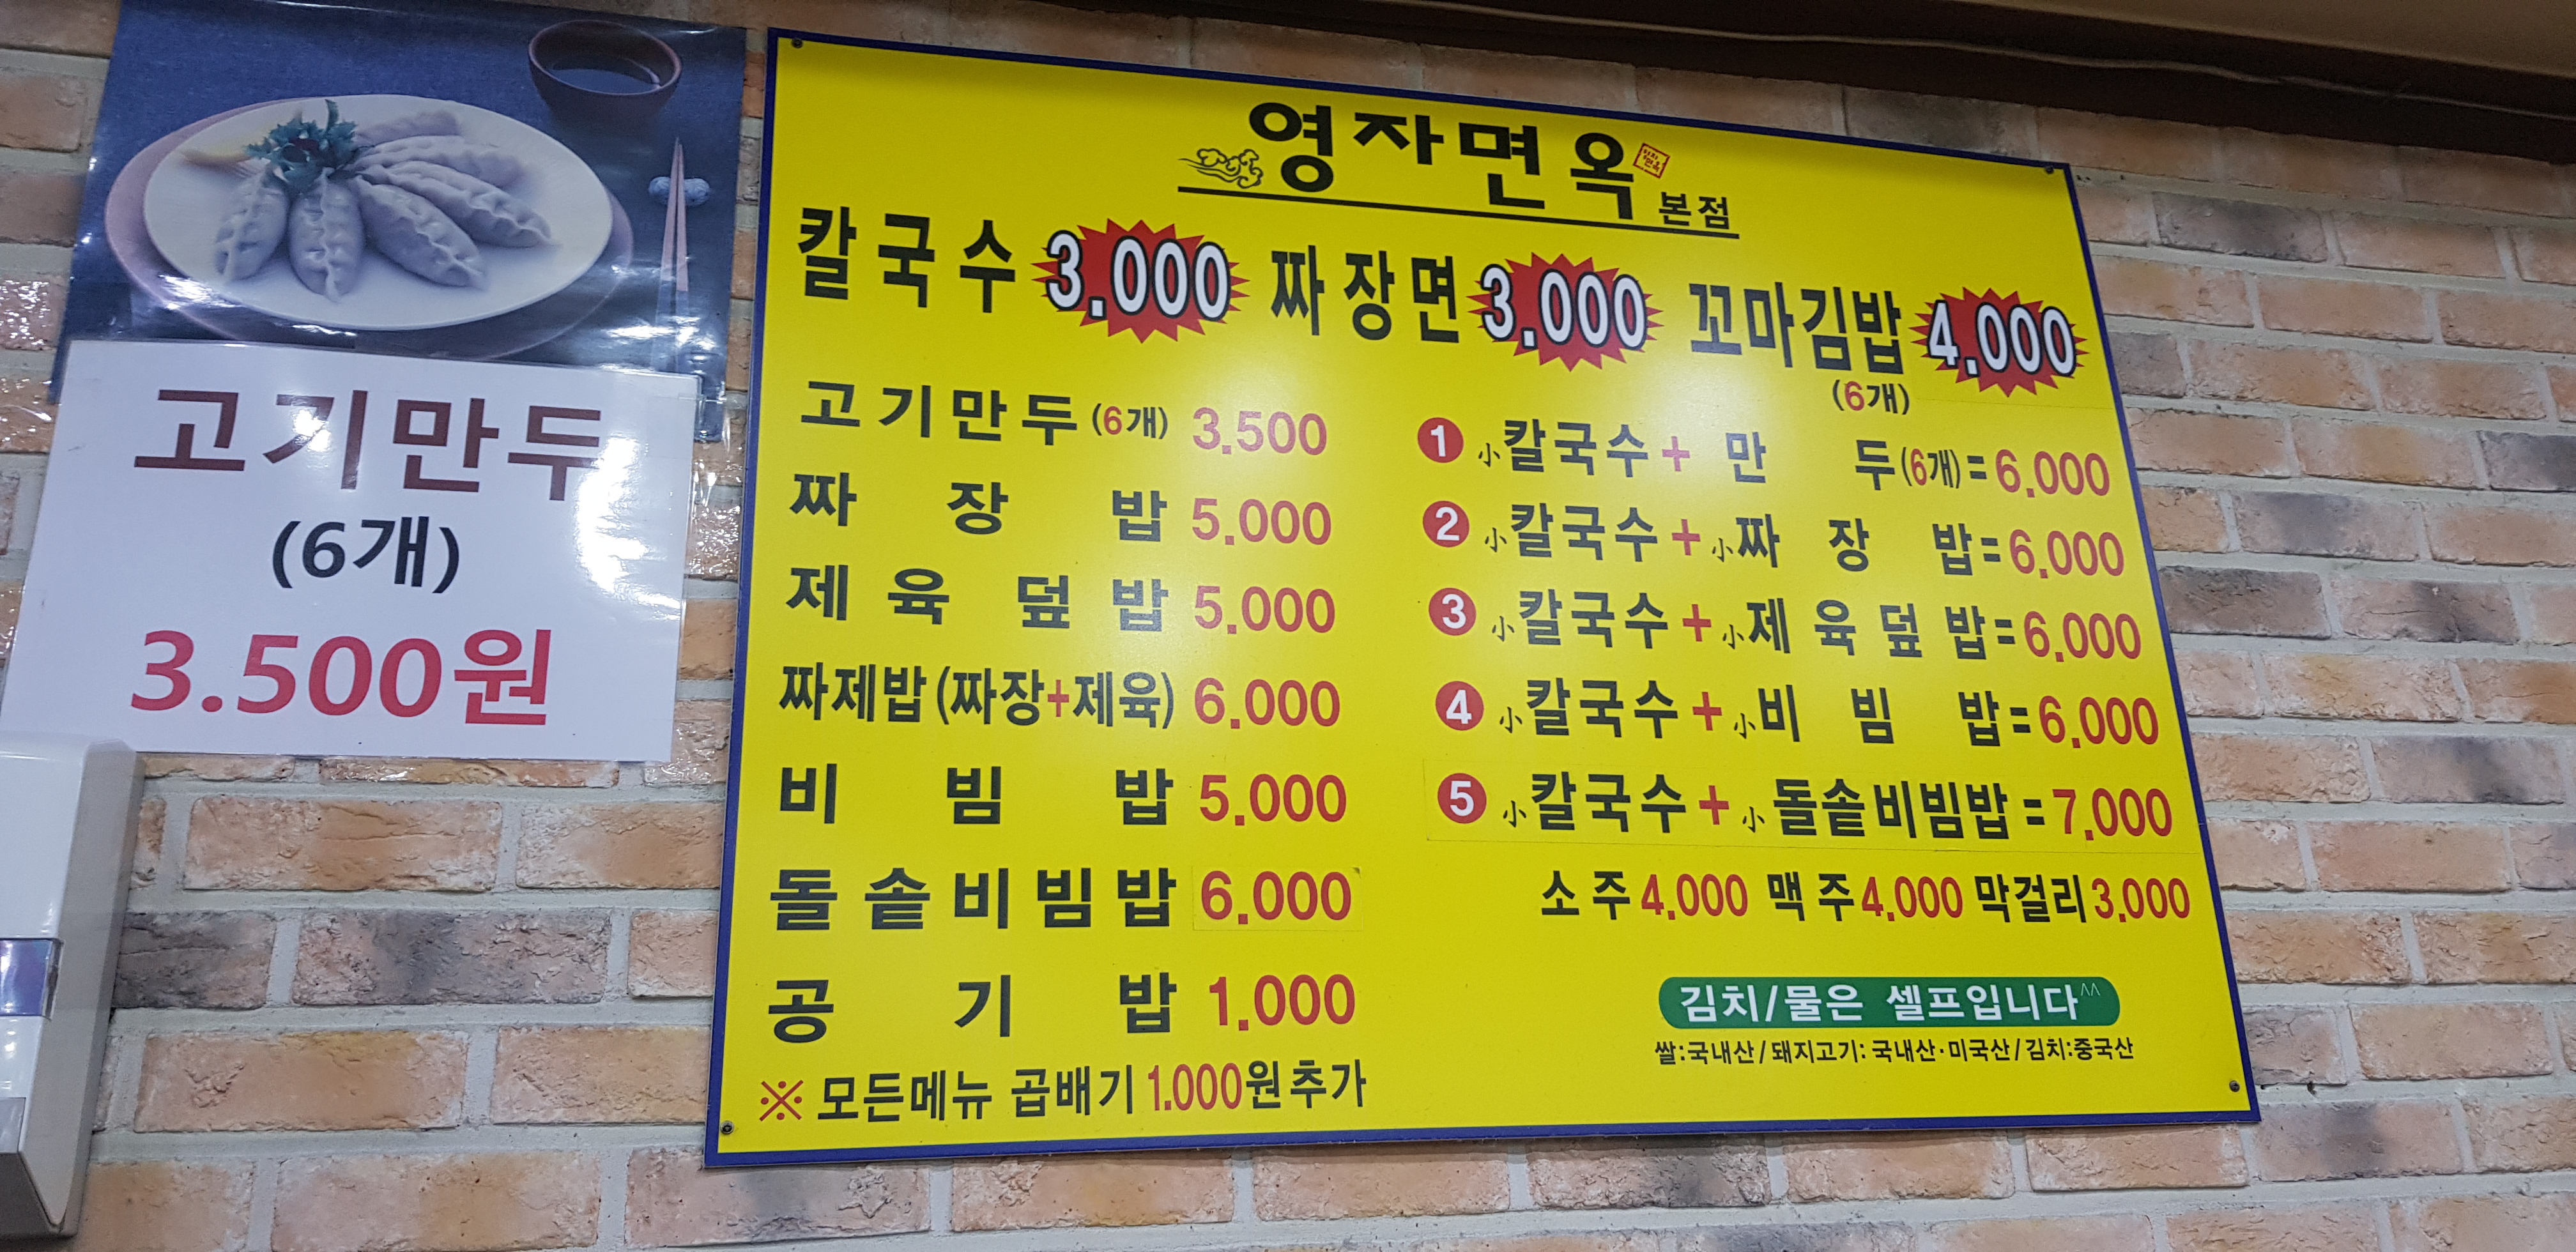 고기만두
(6개)
3.500원
영자면옥 본점
칼국수 3.000 짜장면 3.000 꼬마김밥 4.000
(6개)
고기만두(6개) 3.500
짜장밥 5.000
제육덮밥 5.000
짜제밥(짜장+제육) 6.000
비빔밥 5.000
돌솥비빔밥 6.000
공기밥 1.000
※ 모든메뉴 곱배기 1.000원추가
1 小칼국수+만두(6개)=6.000
2 小칼국수+小짜장밥=6.000
3 小칼국수+小제육덮밥=6.000
4 小칼국수+小비빔밥=6.000
5 小칼국수+小돌솥비빔밥=7.000
소주4.000 맥주4.000 막걸리3.000
김치/물은 셀프입니다^^
쌀:국내산/돼지고기:국내산·미국산/김치:중국산